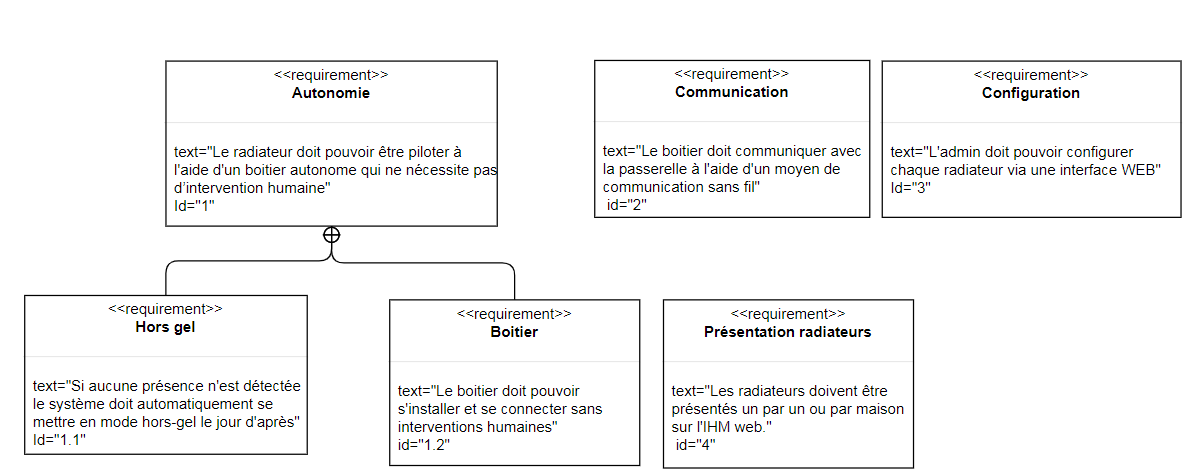 <<requirement>>
Autonomie
text="Le radiateur doit pouvoir être piloter à
l'aide d'un boitier autonome qui ne nécessite pas
d'intervention humaine"
Id="1"
<<requirement>>
Communication
text="Le boitier doit communiquer avec
la passerelle à l'aide d'un moyen de
communication sans fil"
id="2"
<<requirement>>
Configuration
text="L'admin doit pouvoir configurer
chaque radiateur via une interface WEB"
Id="3"
<<requirement>>
Hors gel
text="Si aucune présence n'est détectée
le système doit automatiquement se
mettre en mode hors-gel le jour d'après"
Id="1.1"
<<requirement>>
Boitier
text="Le boitier doit pouvoir
s'installer et se connecter sans
interventions humaines"
id="1.2"
<<requirement>>
Présentation radiateurs
text="Les radiateurs doivent être
présentés un par un ou par maison
sur l'IHM web."
id="4"